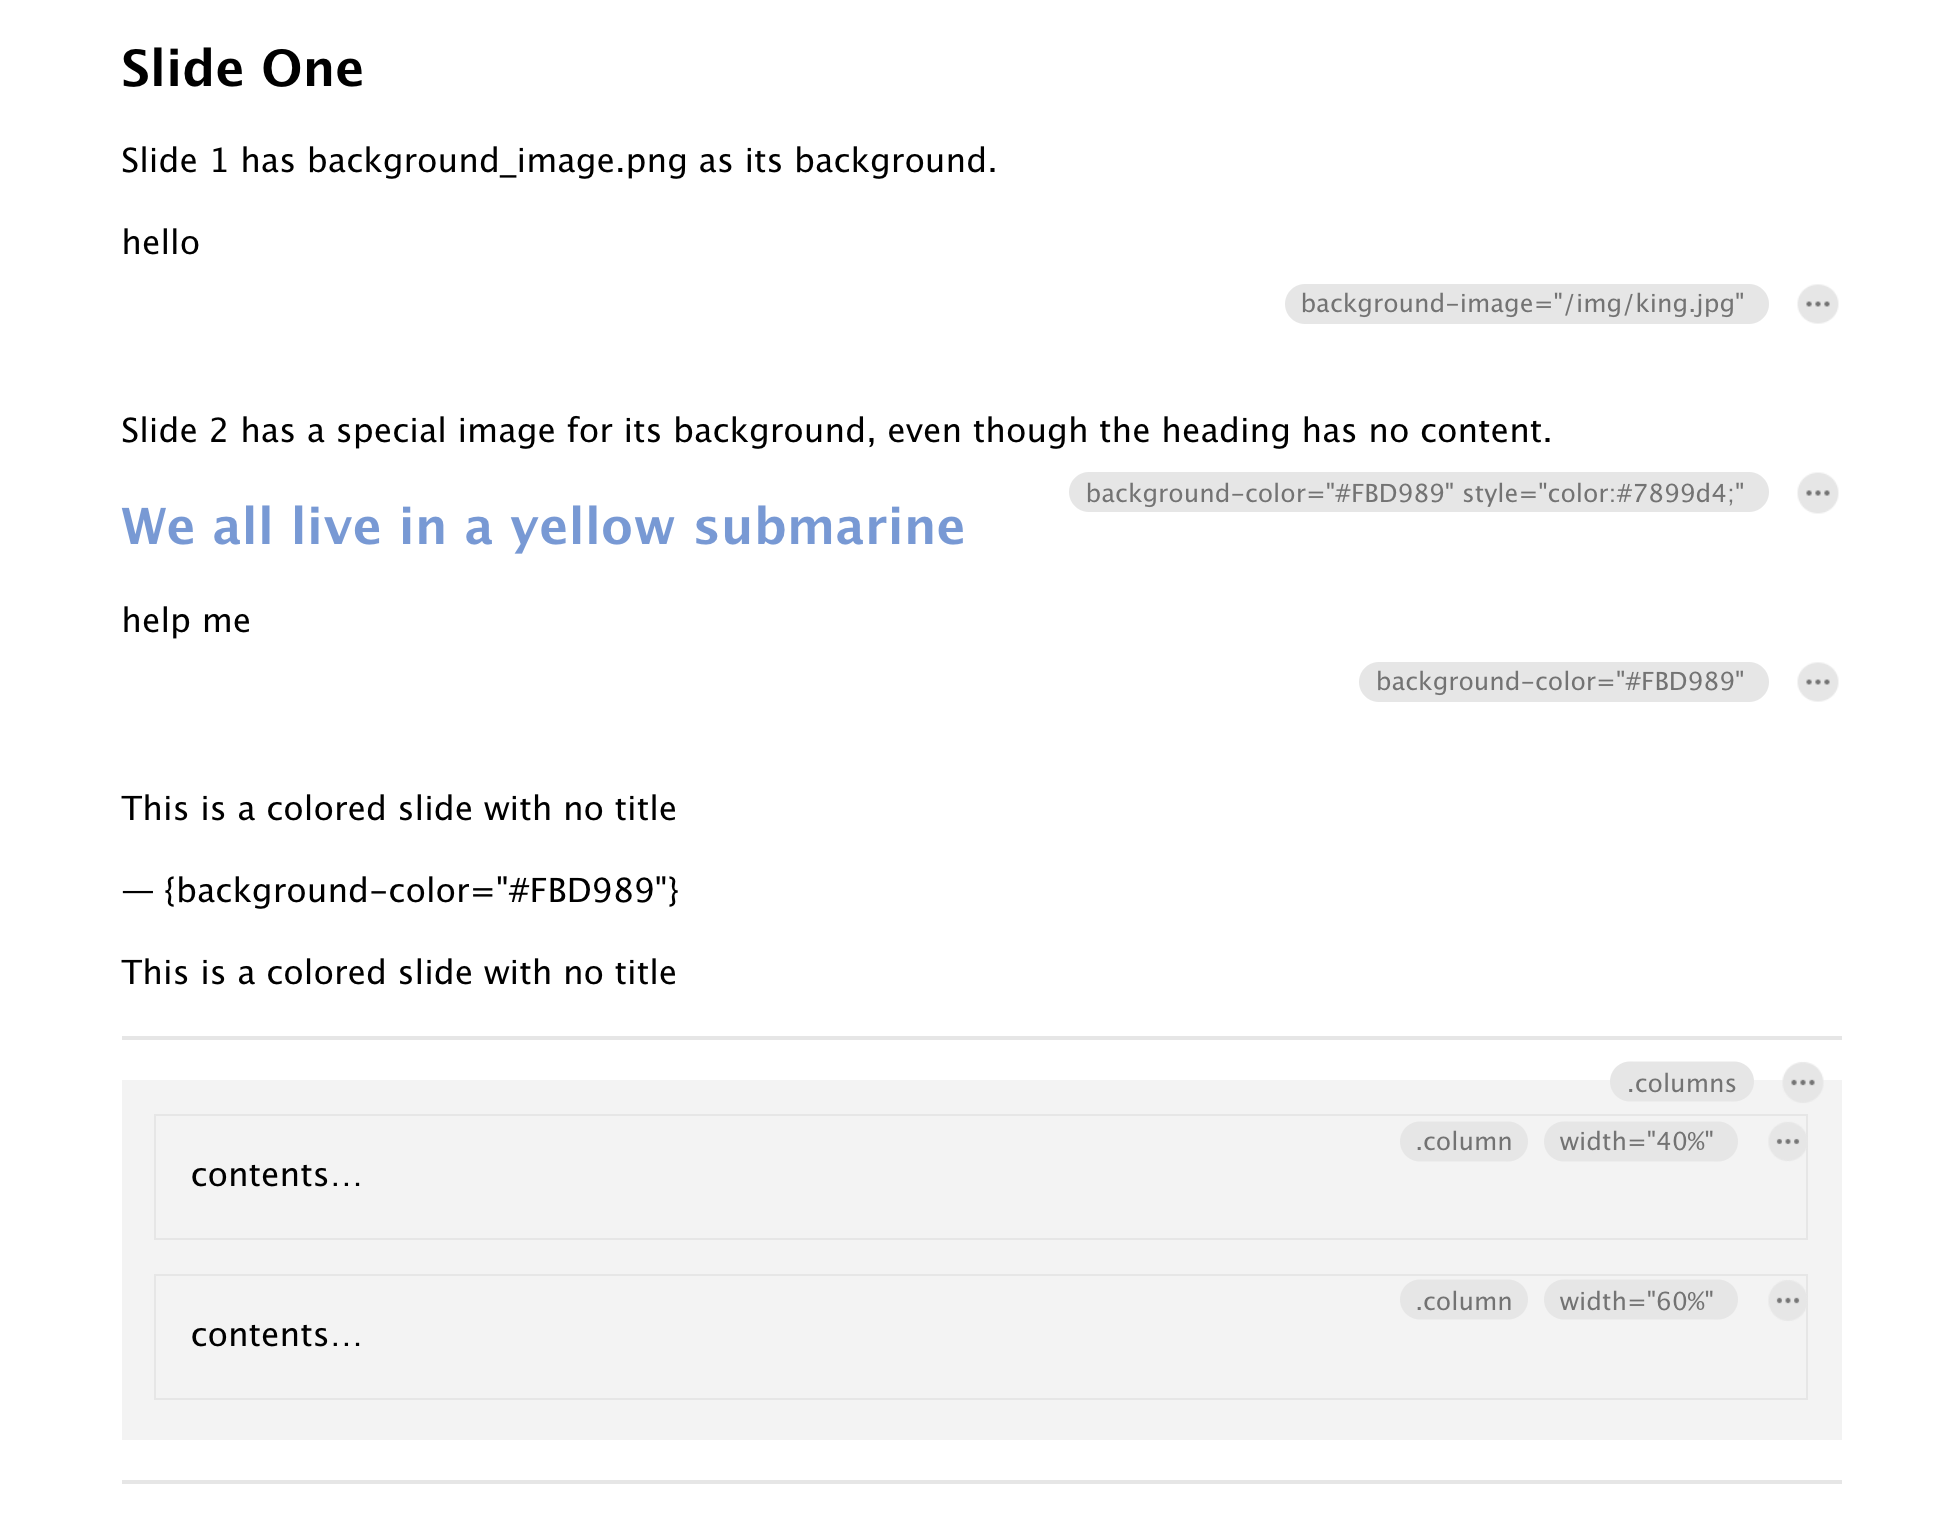 Slide One
Slide 1 has background_image.png as its background.
hello
background-image="/img/king.jpg"
Slide 2 has a special image for its background, even though the heading has no content.
background-color="#FBD989" style="color:#7899d4;"
We all live in a yellow submarine
help me
background-color="#FBD989"
This is a colored slide with no title
— {background-color="#FBD989"}
This is a colored slide with no title
.columns
.column width="40%"
contents…
.column width="60%"
contents…